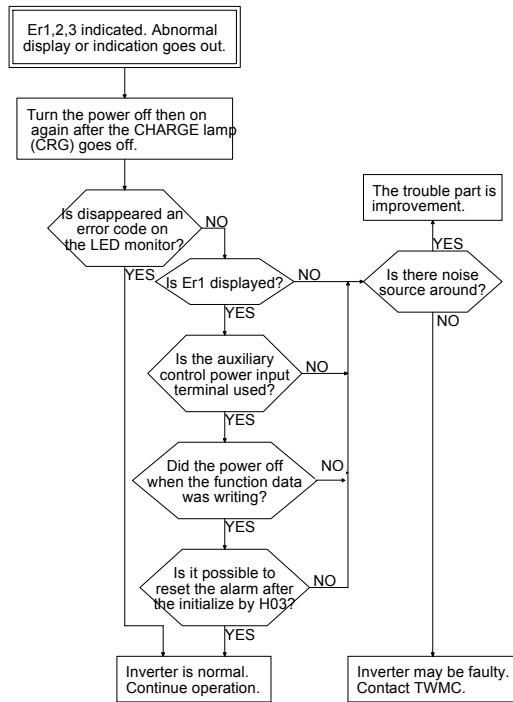 Er1,2,3 indicated. Abnormal
display or indication goes out.
Turn the power off then on
again after the CHARGE lamp
(CRG) goes off.
Is disappeared an
error code on
the LED monitor?
NO
YES
Is Er1 displayed?
NO
YES
The trouble part is
improvement.
YES
Is there noise
source around?
NO
Is the auxiliary
control power input
terminal used?
NO
YES
Did the power off
when the function data
was writing?
NO
YES
Is it possible to
reset the alarm after
the initialize by H03?
NO
YES
Inverter is normal.
Continue operation.
Inverter may be faulty.
Contact TWMC.